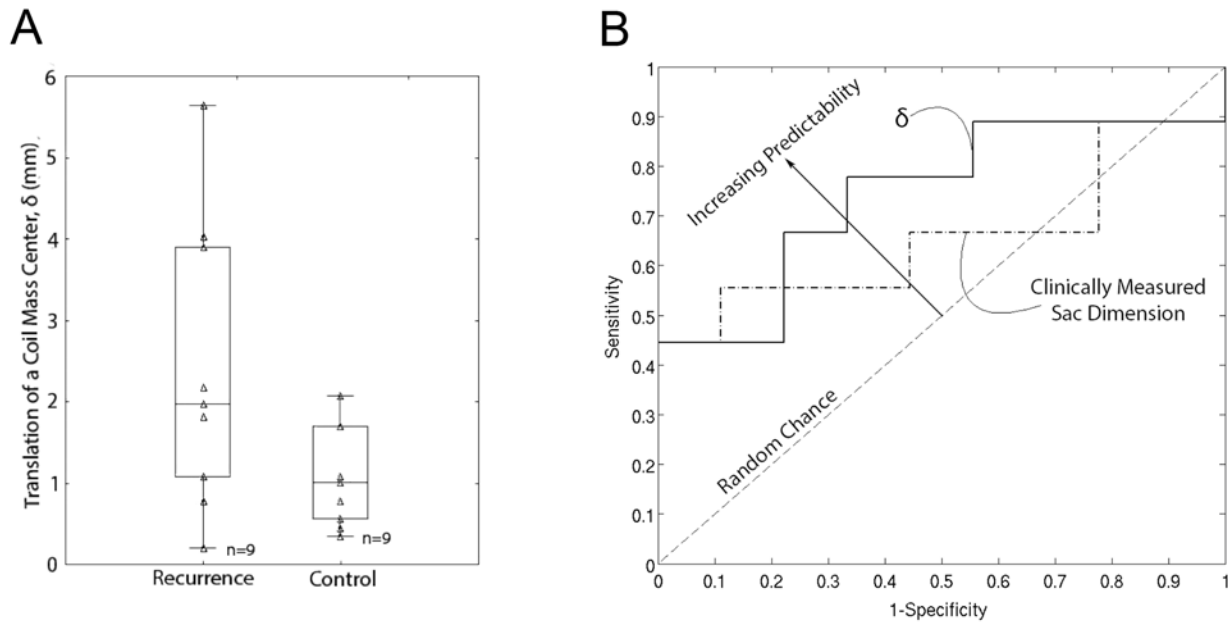 A
Translation of a Coil Mass Center, δ (mm)
6
5
4
3
2
1
0
n=9
n=9
Recurrence
Control
B
Sensitivity
1
0.9
0.8
0.7
0.6
0.5
0.4
0.3
0.2
0.1
0
Increasing Predictability
δ
Clinically Measured
Sac Dimension
Random Chance
0
0.1
0.2
0.3
0.4
0.5
0.6
0.7
0.8
0.9
1
1-Specificity